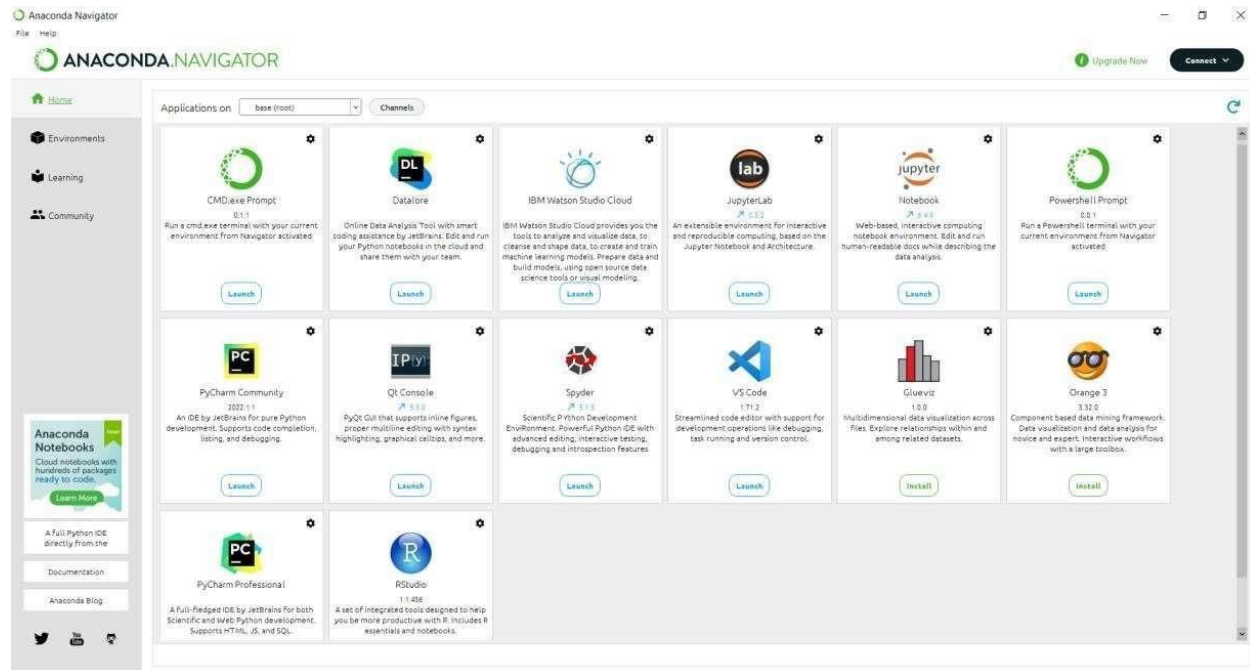 Anaconda Navigator
File Help
ANACONDA.NAVIGATOR
Upgrade Now
Connect
Home
Applications on base (root) Channels
Environments
Learning
Community
CMD.exe Prompt
0.1.1
Run a cmd.exe terminal with your current
environment from Navigator activated
Launch
Datalore
Online Data Analysis Tool with smart
coding assistance by JetBrains. Edit and run
your Python notebooks in the cloud and
share them with your team.
Launch
IBM Watson Studio Cloud
IBM Watson Studio Cloud provides you the
tools to analyze and visualize data, to
cleanse and shape data, to create and train
machine learning models. Prepare data and
build models, using open source data
science tools or visual modeling.
Launch
lab
JupyterLab
An extensible environment for interactive
and reproducible computing, based on the
Jupyter Notebook and Architecture.
Launch
jupyter
Notebook
Web-based, interactive computing
notebook environment. Edit and run
human-readable docs while describing the
data analysis.
Launch
Powershell Prompt
0.0.1
Run a Powershell terminal with your
current environment from Navigator
activated
Launch
DL
PC
PyCharm Community
2022.1.1
An IDE by JetBrains for pure Python
development. Supports code completion,
listing, and debugging.
Launch
IP[y]:
Qt Console
PyQt GUI that supports inline figures,
proper multiline editing with syntax
highlighting, graphical calltips, and more.
Launch
Spyder
Scientific PYthon Development
EnviRonment. Powerful Python IDE with
advanced editing, interactive testing,
debugging and introspection features
Launch
VS Code
1.71.2
Streamlined code editor with support for
development operations like debugging,
task running and version control.
Launch
Glueviz
1.0.0
Multidimensional data visualization across
files. Explore relationships within and
among related datasets.
Install
Orange 3
3.32.0
Component based data mining framework.
Data visualization and data analysis for
novice and expert. Interactive workflows
with a large toolbox.
Install
PC
PyCharm Professional
A full-fledged IDE by JetBrains for both
Scientific and Web Python development.
Supports HTML, JS, and SQL.
R
RStudio
1.1.456
A set of integrated tools designed to help
you be more productive with R. Includes R
essentials and notebooks.
Anaconda
Notebooks
Cloud notebooks with
hundreds of packages
ready to code.
Learn More
A full Python IDE
directly from the
Documentation
Anaconda Blog
You
Tube